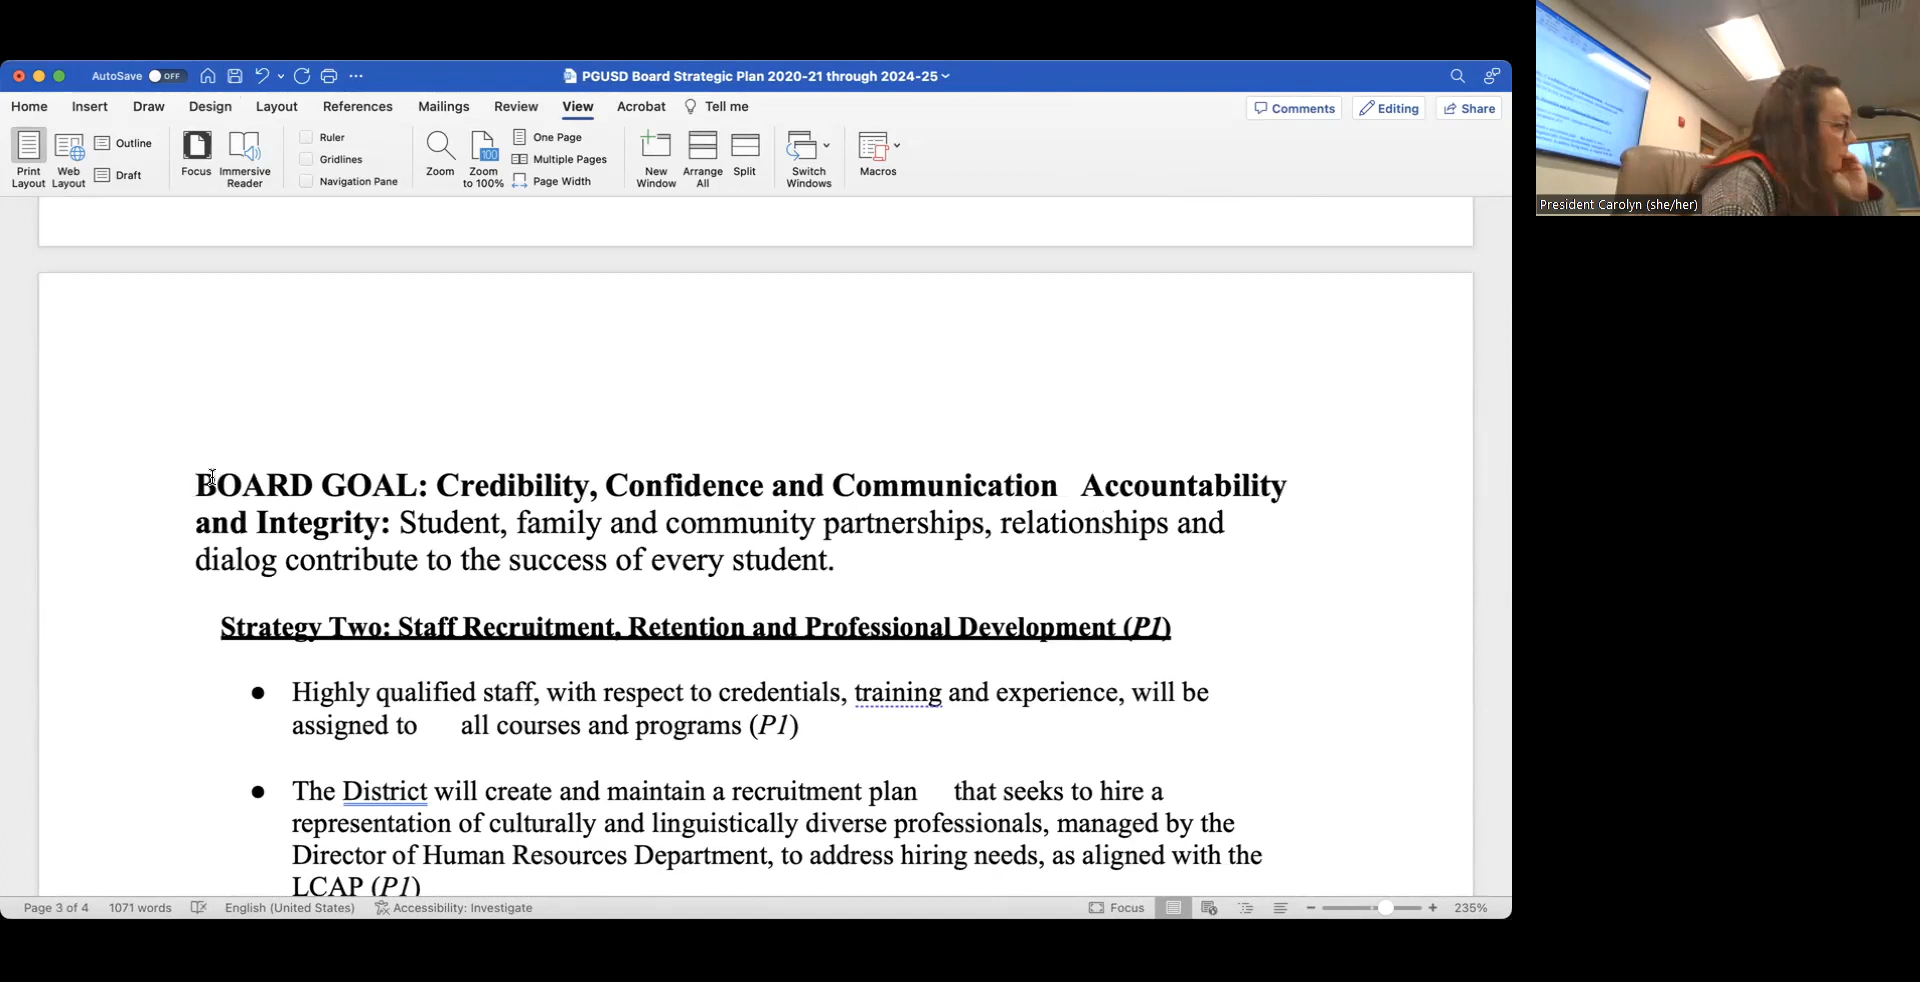 AutoSave OFF
PGUSD Board Strategic Plan 2020-21 through 2024-25
Home Insert Draw Design Layout References Mailings Review View Acrobat Tell me
Comments Editing Share
Print Layout
Web Layout
Outline
Draft
Focus
Immersive Reader
Ruler
Gridlines
Navigation Pane
Zoom
100
Zoom to 100%
One Page
Multiple Pages
Page Width
New Window
Arrange All
Split
Switch Windows
Macros
BOARD GOAL: Credibility, Confidence and Communication Accountability
and Integrity: Student, family and community partnerships, relationships and
dialog contribute to the success of every student.
Strategy Two: Staff Recruitment, Retention and Professional Development (P1)
● Highly qualified staff, with respect to credentials, training and experience, will be
assigned to all courses and programs (P1)
● The District will create and maintain a recruitment plan that seeks to hire a
representation of culturally and linguistically diverse professionals, managed by the
Director of Human Resources Department, to address hiring needs, as aligned with the
LCAP (P1)
Page 3 of 4 1071 words English (United States) Accessibility: Investigate
Focus 235%
President Carolyn (she/her)